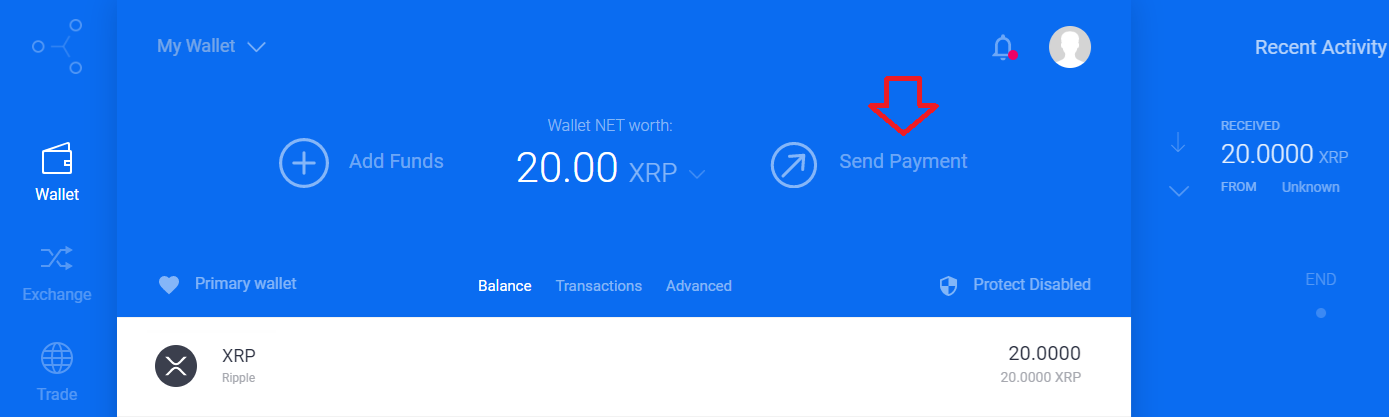 My Wallet
Recent Activity
Wallet
Exchange
Trade
Add Funds
Wallet NET worth:
20.00 XRP
Send Payment
Primary wallet
Balance
Transactions
Advanced
Protect Disabled
XRP
Ripple
20.0000
20.0000 XRP
RECEIVED
20.0000 XRP
FROM Unknown
END